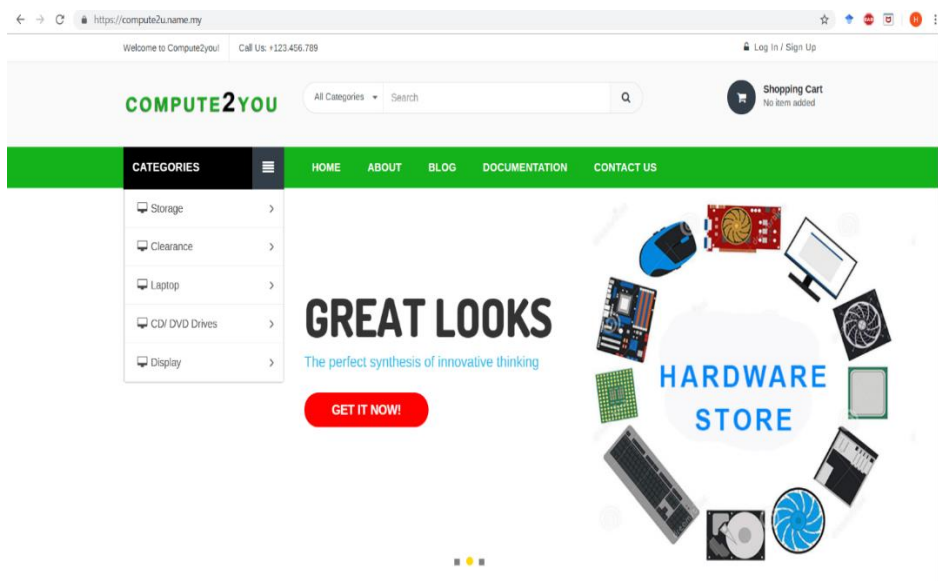 https://compute2u.name.my
Welcome to Compute2you! Call Us: +123.456.789 Log In / Sign Up
COMPUTE2YOU All Categories Search Shopping Cart
No item added
CATEGORIES HOME ABOUT BLOG DOCUMENTATION CONTACT US
Storage
Clearance
Laptop
CD/ DVD Drives
Display
GREAT LOOKS
The perfect synthesis of innovative thinking
GET IT NOW!
HARDWARE
STORE